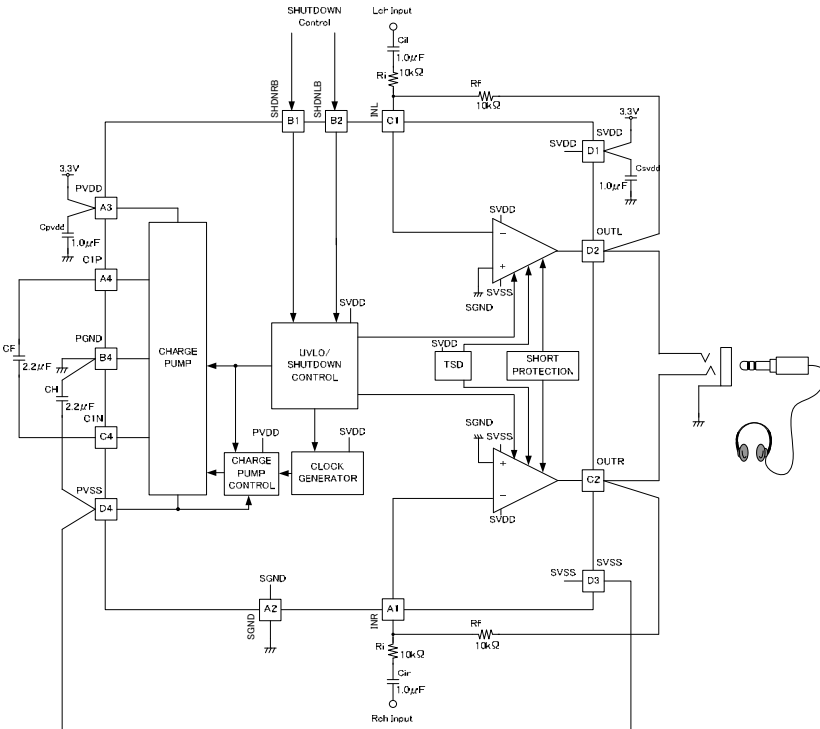 SHUTDOWN
Control
Lch Input
Cil
1.0μF
Ri
10kΩ
Rf
10kΩ
SHDNRB
SHDNLB
INL
B1
B2
C1
3.3V
SVDD
SVDD
D1
Csvdd
1.0μF
3.3V
PVDD
A3
Cpvdd
1.0μF
C1P
A4
SVDD
OUTL
D2
−
+
SVSS
SGND
PGND
B4
CF
2.2μF
CH
2.2μF
C1N
C4
CHARGE
PUMP
SVDD
UVLO/
SHUTDOWN
CONTROL
SVDD
TSD
SHORT
PROTECTION
SGND
SVSS
+
−
SVDD
OUTR
C2
PVDD
SVDD
CHARGE
PUMP
CONTROL
CLOCK
GENERATOR
PVSS
D4
SVSS
SVSS
D3
SGND
A2
SGND
A1
INR
Rf
10kΩ
Ri
10kΩ
Cir
1.0μF
Rch Input